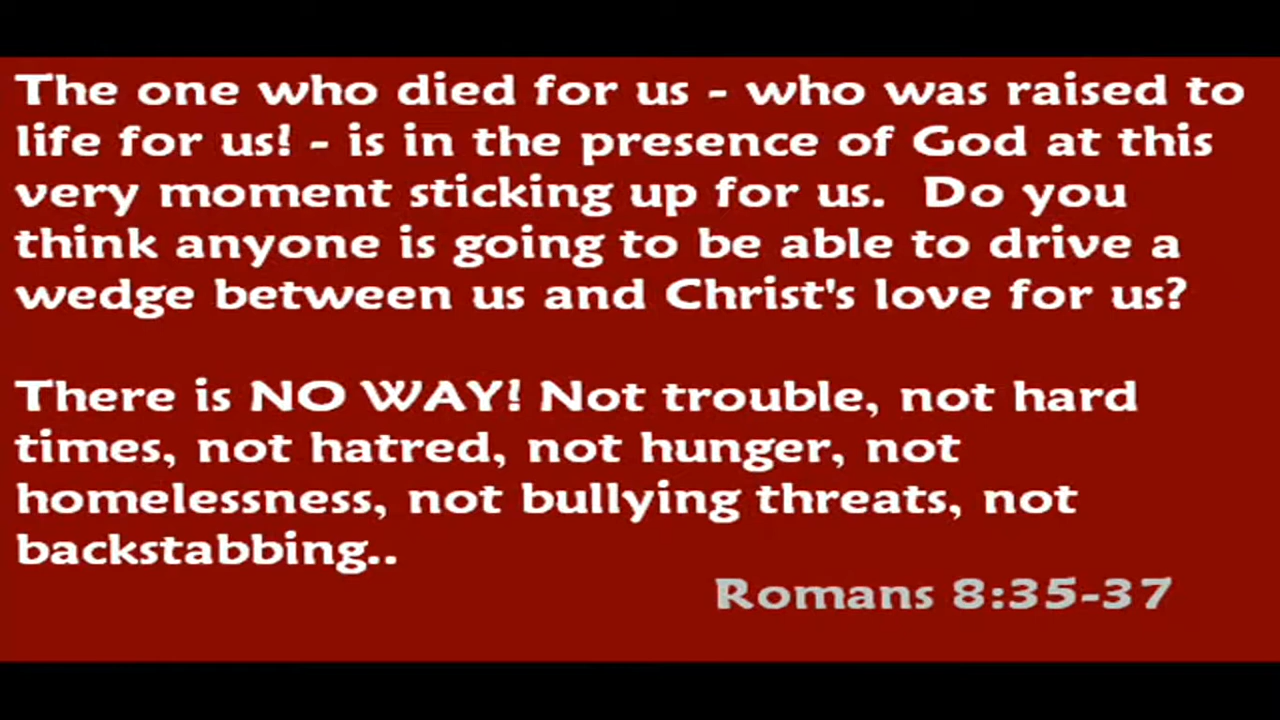 The one who died for us - who was raised to
life for us! - is in the presence of God at this
very moment sticking up for us.  Do you
think anyone is going to be able to drive a
wedge between us and Christ's love for us?
There is NO WAY! Not trouble, not hard
times, not hatred, not hunger, not
homelessness, not bullying threats, not
backstabbing..
Romans 8:35-37